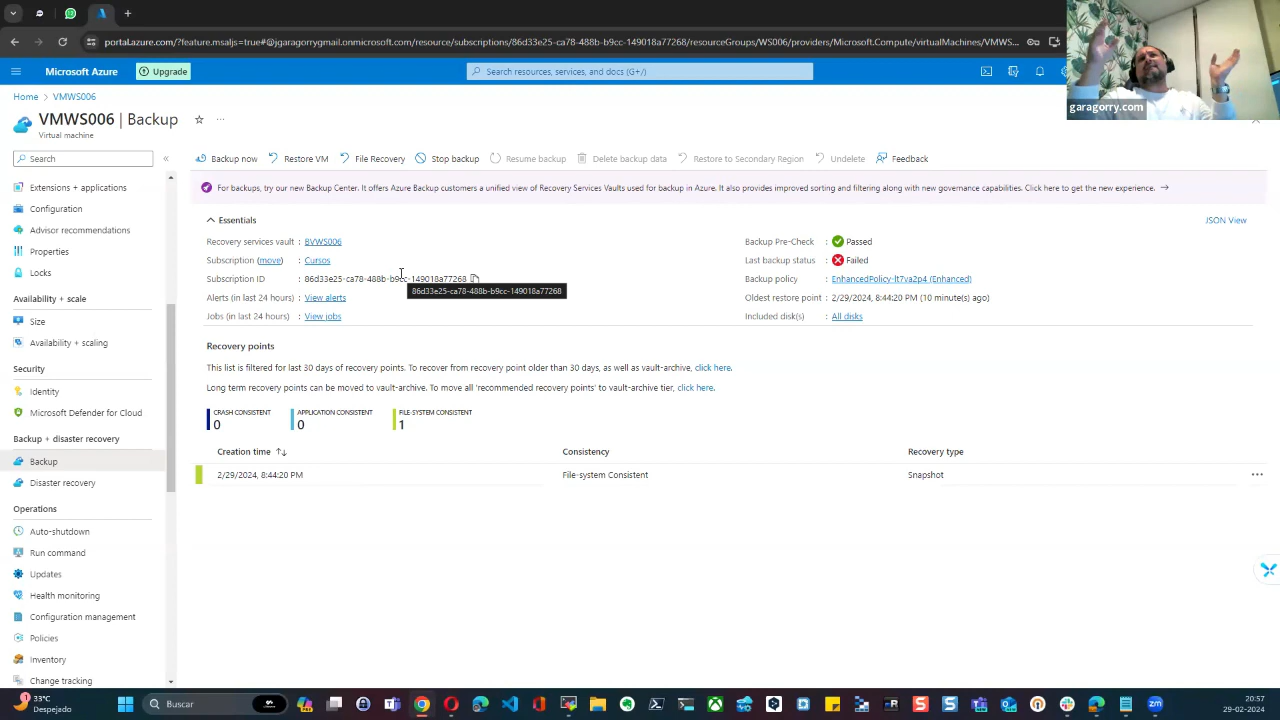 portal.azure.com/?feature.msaljs=true#@jgaragorrygmail.onmicrosoft.com/resource/subscriptions/86d33e25-ca78-488b-b9cc-149018a77268/resourceGroups/WS006/providers/Microsoft.Compute/virtualMachines/VMWS...
Microsoft Azure
Upgrade
Search resources, services, and docs (G+/)
garagorry.com
Home > VMWS006
VMWS006 | Backup
Virtual machine
Search
Backup now
Restore VM
File Recovery
Stop backup
Resume backup
Delete backup data
Restore to Secondary Region
Undelete
Feedback
Extensions + applications
Configuration
Advisor recommendations
Properties
Locks
Availability + scale
Size
Availability + scaling
Security
Identity
Microsoft Defender for Cloud
Backup + disaster recovery
Backup
Disaster recovery
Operations
Auto-shutdown
Run command
Updates
Health monitoring
Configuration management
Policies
Inventory
Change tracking
For backups, try our new Backup Center. It offers Azure Backup customers a unified view of Recovery Services Vaults used for backup in Azure. It also provides improved sorting and filtering along with new governance capabilities. Click here to get the new experience. →
Essentials
JSON View
Recovery services vault : BVWS006
Subscription (move) : Cursos
Subscription ID : 86d33e25-ca78-488b-b9cc-149018a77268
86d33e25-ca78-488b-b9cc-149018a77268
Alerts (in last 24 hours) : View alerts
Jobs (in last 24 hours) : View jobs
Backup Pre-Check : Passed
Last backup status : Failed
Backup policy : EnhancedPolicy-lt7va2p4 (Enhanced)
Oldest restore point : 2/29/2024, 8:44:20 PM (10 minute(s) ago)
Included disk(s) : All disks
Recovery points
This list is filtered for last 30 days of recovery points. To recover from recovery point older than 30 days, as well as vault-archive, click here.
Long term recovery points can be moved to vault-archive. To move all 'recommended recovery points' to vault-archive tier, click here.
CRASH CONSISTENT
0
APPLICATION CONSISTENT
0
FILE-SYSTEM CONSISTENT
1
Creation time ↑↓
Consistency
Recovery type
2/29/2024, 8:44:20 PM
File-system Consistent
Snapshot
1
33°C
Despejado
Buscar
20:57
29-02-2024